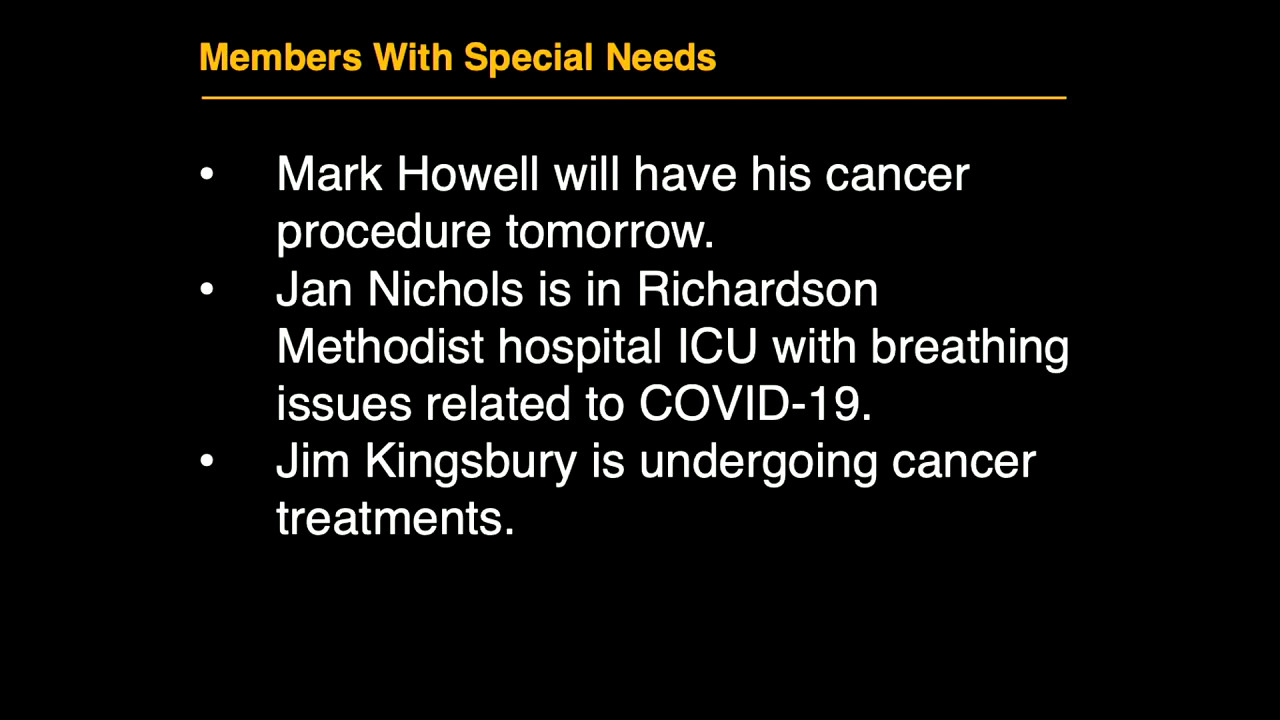 Members With Special Needs
• Mark Howell will have his cancer
procedure tomorrow.
• Jan Nichols is in Richardson
Methodist hospital ICU with breathing
issues related to COVID-19.
• Jim Kingsbury is undergoing cancer
treatments.